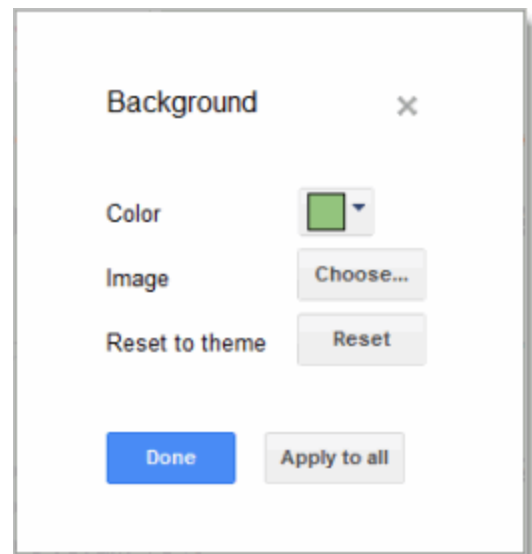 Background
Color
Image Choose...
Reset to theme Reset
Done Apply to all